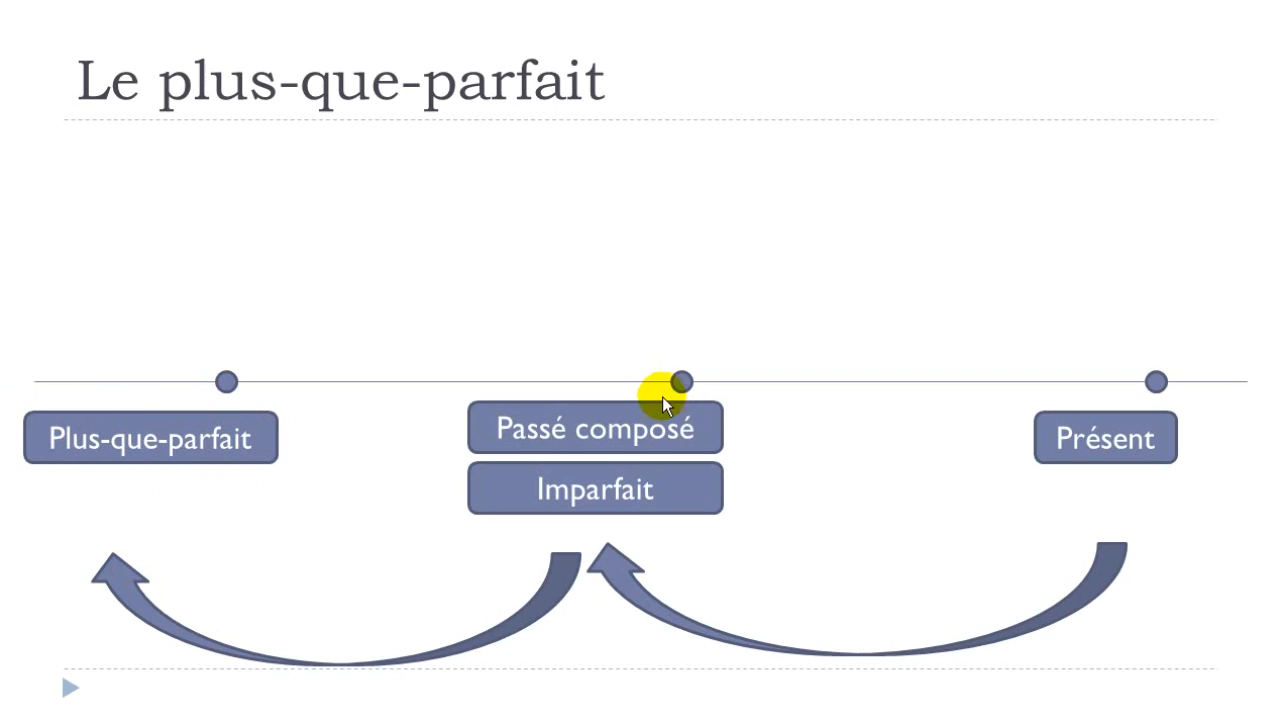 Le plus-que-parfait
Plus-que-parfait
Passé composé
Imparfait
Présent